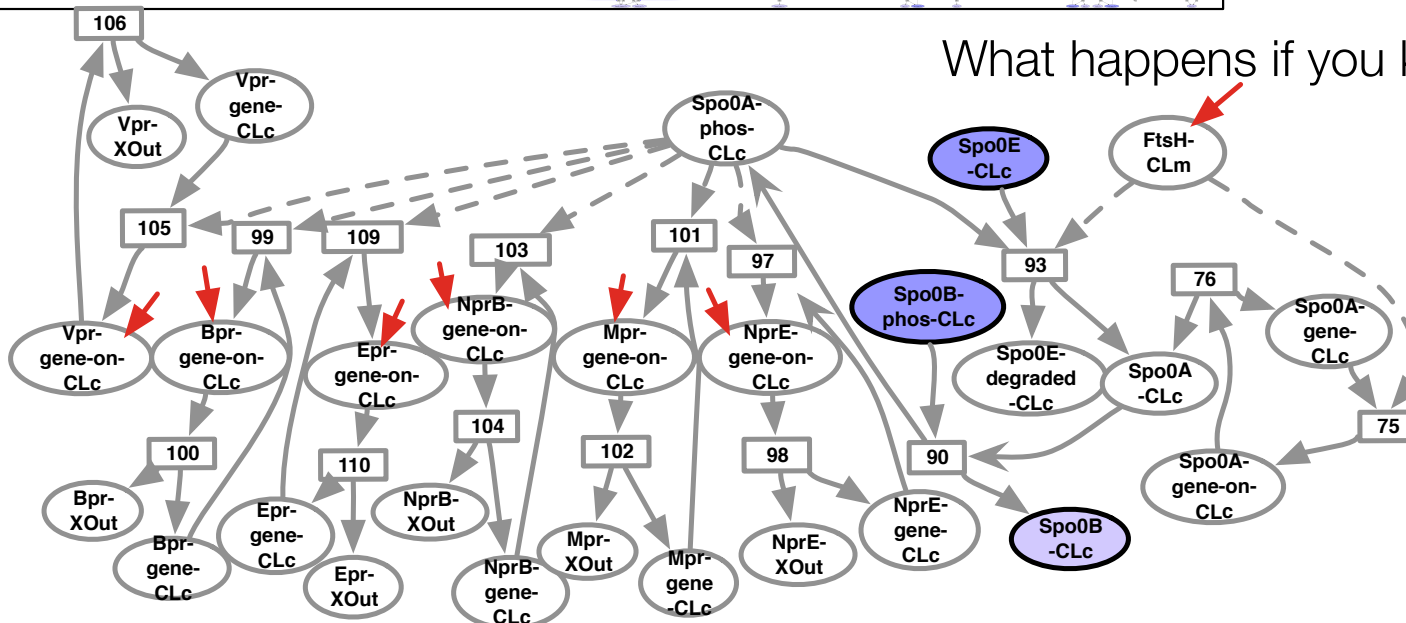 106
What happens if you
Vpr-
gene-
CLc
Vpr-
XOut
Spo0A-
phos-
CLc
Spo0E
-CLc
FtsH-
CLm
105
99
109
103
101
97
93
76
Spo0B-
phos-CLc
Vpr-
gene-on-
CLc
Bpr-
gene-on-
CLc
Epr-
gene-on-
CLc
NprB-
gene-on-
CLc
Mpr-
gene-on-
CLc
NprE-
gene-on-
CLc
Spo0E-
degraded
-CLc
Spo0A
-CLc
Spo0A-
gene-
CLc
100
110
104
102
98
90
75
Bpr-
XOut
Bpr-
gene-
CLc
Epr-
gene-
CLc
Epr-
XOut
NprB-
XOut
NprB-
gene-
CLc
Mpr-
XOut
Mpr-
gene
-CLc
NprE-
XOut
NprE-
gene-
CLc
Spo0B
-CLc
Spo0A-
gene-on-
CLc